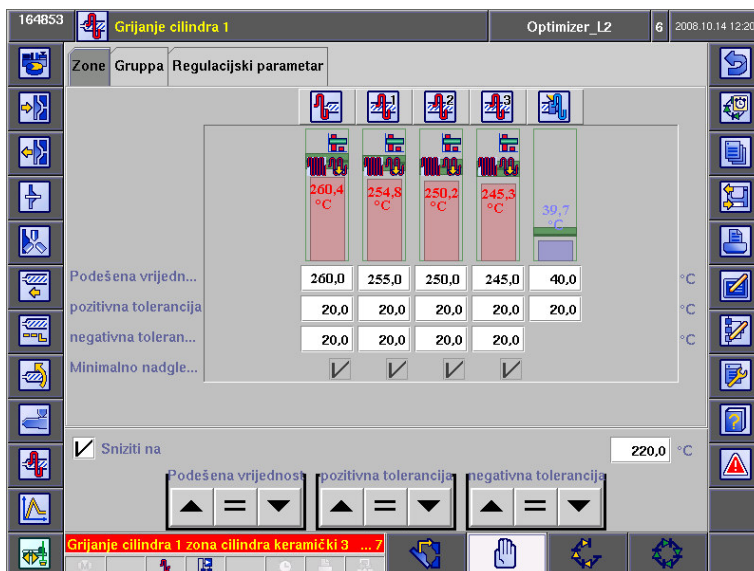 164853 Grijanje cilindra 1 Optimizer_L2 6 2008.10.14 12:20
Zone Gruppa Regulacijski parametar
1 2 3
260,4 °C 254,8 °C 250,2 °C 245,3 °C 39,7 °C
Podešena vrijedn... 260,0 255,0 250,0 245,0 40,0 °C
pozitivna tolerancija 20,0 20,0 20,0 20,0 20,0 °C
negativna toleran... 20,0 20,0 20,0 20,0 °C
Minimalno nadgle...
Sniziti na 220,0 °C
Podešena vrijednost pozitivna tolerancija negativna tolerancija
Grijanje cilindra 1 zona cilindra keramički 3 ... 7